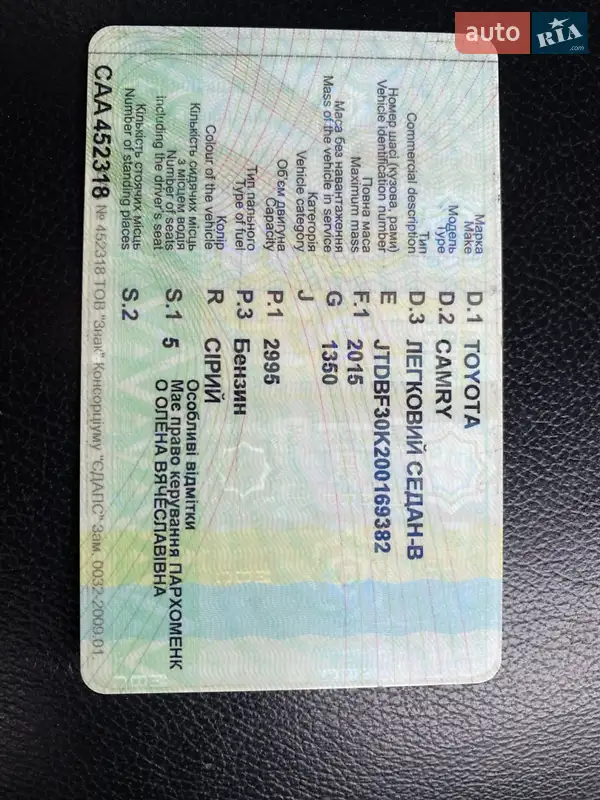 auto RIA .com
Марка
Make D.1 TOYOTA
Модель
Type D.2 CAMRY
Тип
Commercial description D.3 ЛЕГКОВИЙ СЕДАН-В
Номер шасі (кузова, рами)
Vehicle identification number E JTDBF30K200169382
Повна маса
Maximum mass F.1 2015
Маса без навантаження
Mass of the vehicle in service G 1350
Категорія
Vehicle category J
Об'єм двигуна
Capacity P.1 2995
Тип пального
Type of fuel P.3 Бензин
Колір
Colour of the vehicle R СІРИЙ
Кількість сидячих місць
з місцем водія
Number of seats
including the driver's seat S.1 5
Кількість стоячих місць
Number of standing places S.2
Особливі відмітки
Має право керування ПАРХОМЕНК
О ОЛЕНА ВЯЧЕСЛАВІВНА
САА 452318 № 452318 ТОВ "Знак" Консорціуму "ЄДАПС" Зам. 0032-2009.01.